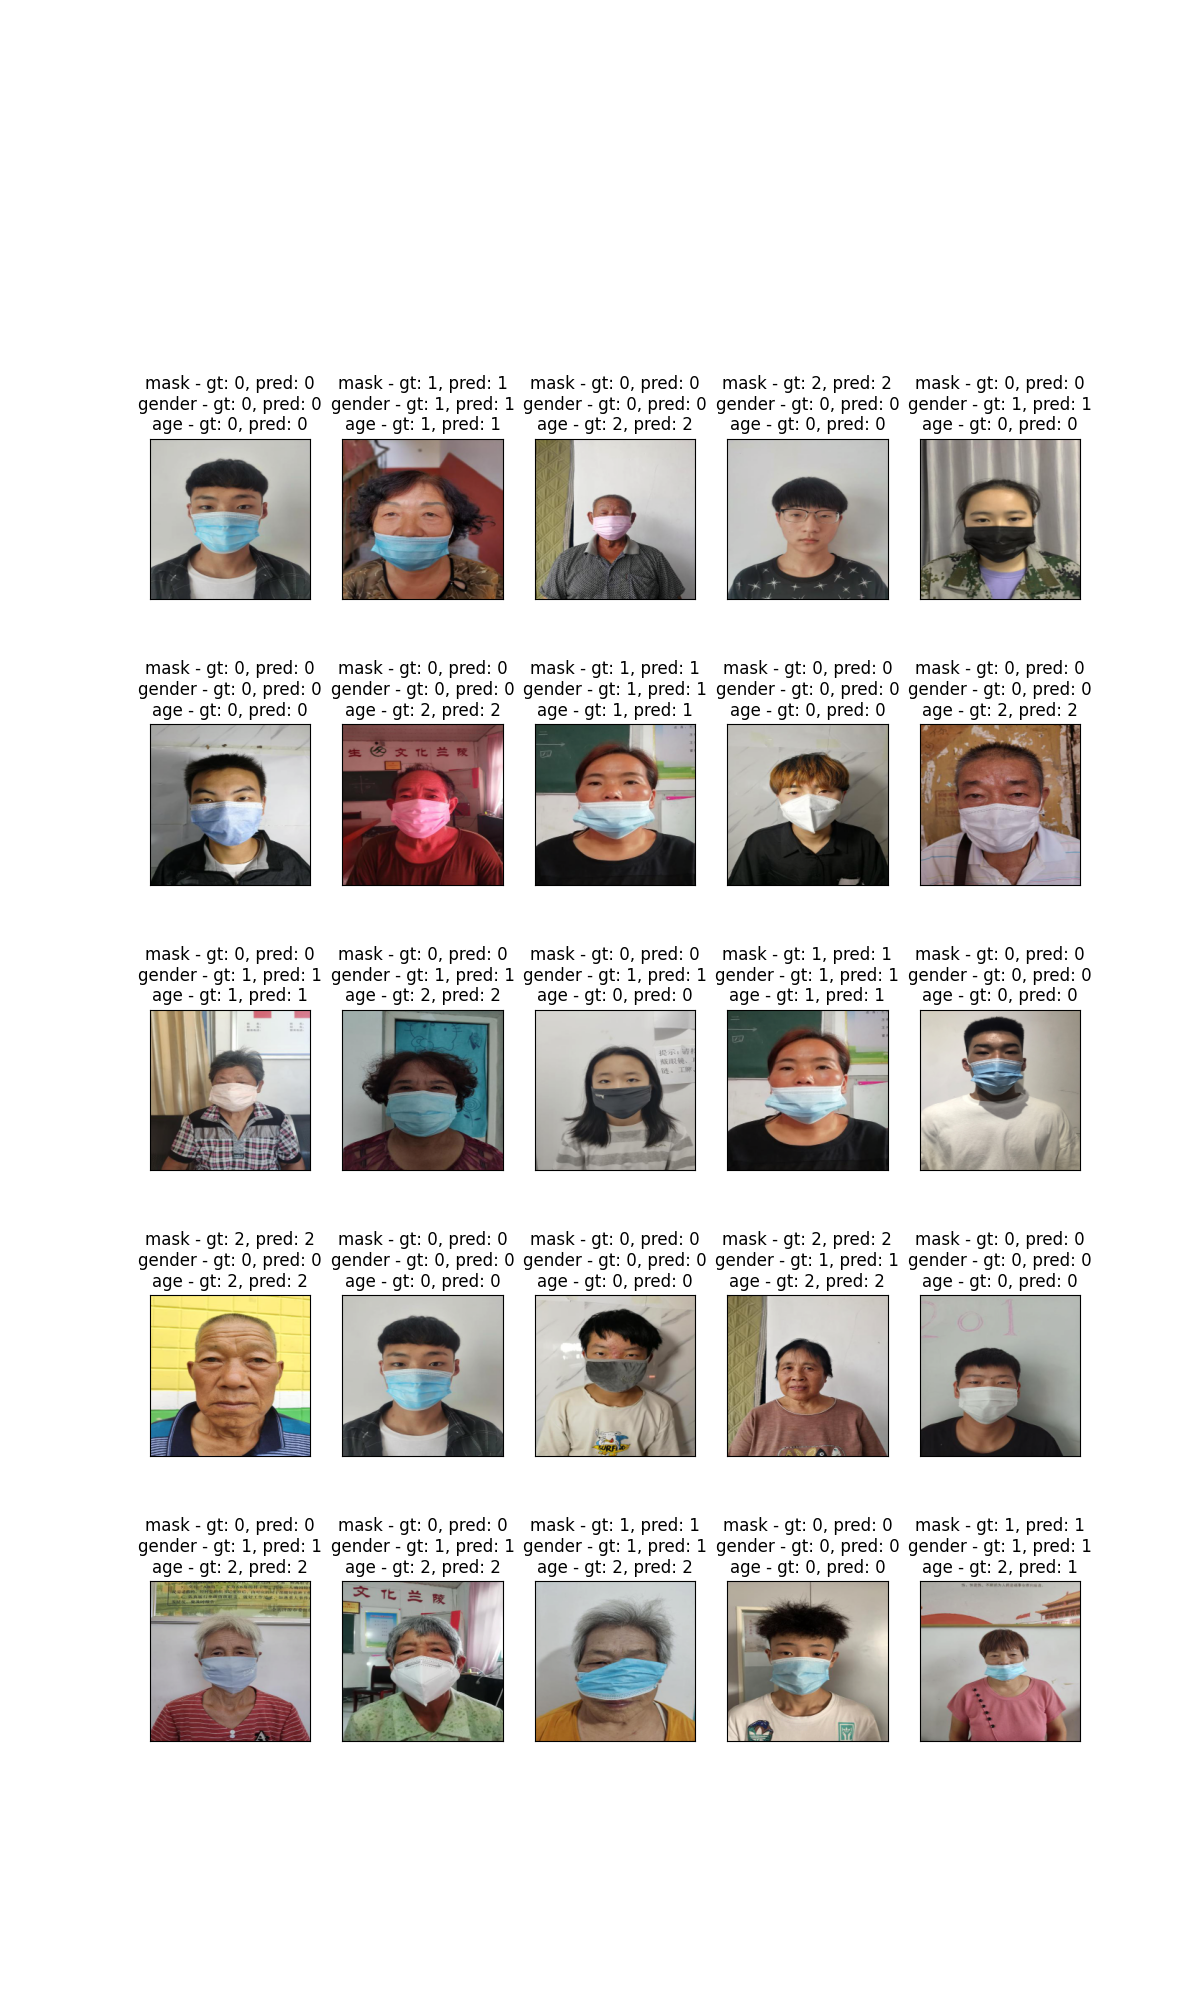 mask - gt: 0, pred: 0
gender - gt: 0, pred: 0
age - gt: 0, pred: 0
mask - gt: 1, pred: 1
gender - gt: 1, pred: 1
age - gt: 1, pred: 1
mask - gt: 0, pred: 0
gender - gt: 0, pred: 0
age - gt: 2, pred: 2
mask - gt: 2, pred: 2
gender - gt: 0, pred: 0
age - gt: 0, pred: 0
mask - gt: 0, pred: 0
gender - gt: 1, pred: 1
age - gt: 0, pred: 0
mask - gt: 0, pred: 0
gender - gt: 0, pred: 0
age - gt: 0, pred: 0
mask - gt: 0, pred: 0
gender - gt: 0, pred: 0
age - gt: 2, pred: 2
生 文化兰院
mask - gt: 1, pred: 1
gender - gt: 1, pred: 1
age - gt: 1, pred: 1
mask - gt: 0, pred: 0
gender - gt: 0, pred: 0
age - gt: 0, pred: 0
mask - gt: 0, pred: 0
gender - gt: 0, pred: 0
age - gt: 2, pred: 2
mask - gt: 0, pred: 0
gender - gt: 1, pred: 1
age - gt: 1, pred: 1
mask - gt: 0, pred: 0
gender - gt: 1, pred: 1
age - gt: 2, pred: 2
mask - gt: 0, pred: 0
gender - gt: 1, pred: 1
age - gt: 0, pred: 0
mask - gt: 1, pred: 1
gender - gt: 1, pred: 1
age - gt: 1, pred: 1
mask - gt: 0, pred: 0
gender - gt: 0, pred: 0
age - gt: 0, pred: 0
mask - gt: 2, pred: 2
gender - gt: 0, pred: 0
age - gt: 2, pred: 2
mask - gt: 0, pred: 0
gender - gt: 0, pred: 0
age - gt: 0, pred: 0
mask - gt: 0, pred: 0
gender - gt: 0, pred: 0
age - gt: 0, pred: 0
mask - gt: 2, pred: 2
gender - gt: 1, pred: 1
age - gt: 2, pred: 2
mask - gt: 0, pred: 0
gender - gt: 0, pred: 0
age - gt: 0, pred: 0
201
mask - gt: 0, pred: 0
gender - gt: 1, pred: 1
age - gt: 2, pred: 2
mask - gt: 0, pred: 0
gender - gt: 1, pred: 1
age - gt: 2, pred: 2
文化兰院
mask - gt: 1, pred: 1
gender - gt: 1, pred: 1
age - gt: 2, pred: 2
mask - gt: 0, pred: 0
gender - gt: 0, pred: 0
age - gt: 0, pred: 0
mask - gt: 1, pred: 1
gender - gt: 1, pred: 1
age - gt: 2, pred: 1